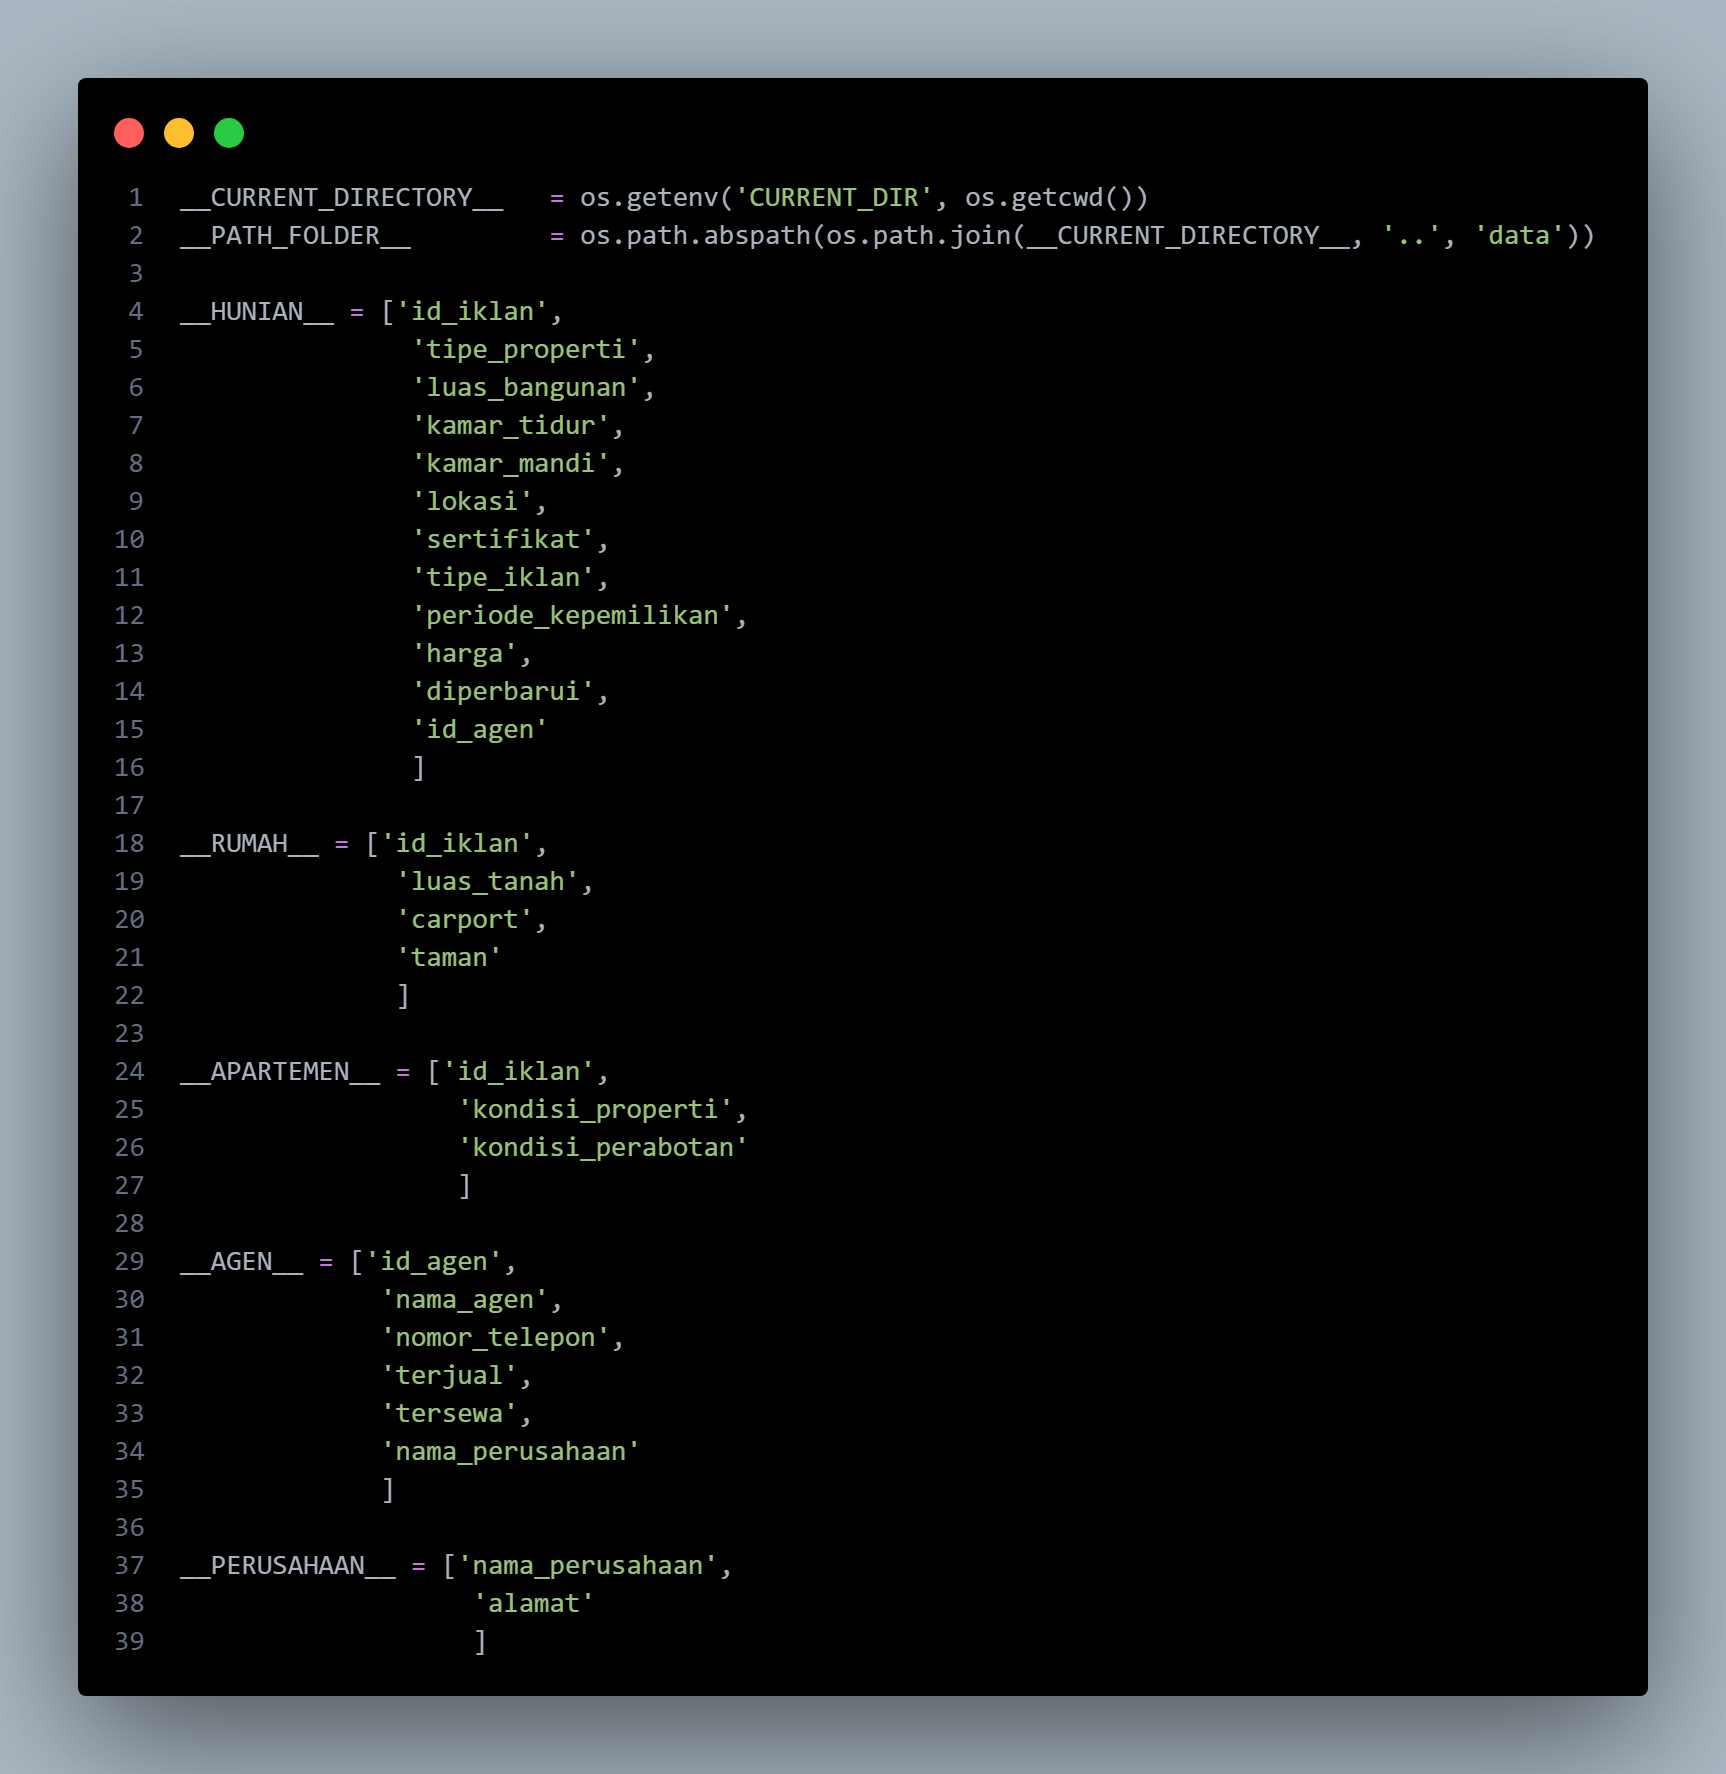 1 __CURRENT_DIRECTORY__   = os.getenv('CURRENT_DIR', os.getcwd())
2 __PATH_FOLDER__         = os.path.abspath(os.path.join(__CURRENT_DIRECTORY__, '..', 'data'))
3
4 __HUNIAN__ = ['id_iklan',
5                'tipe_properti',
6                'luas_bangunan',
7                'kamar_tidur',
8                'kamar_mandi',
9                'lokasi',
10               'sertifikat',
11               'tipe_iklan',
12               'periode_kepemilikan',
13               'harga',
14               'diperbarui',
15               'id_agen'
16               ]
17
18 __RUMAH__ = ['id_iklan',
19              'luas_tanah',
20              'carport',
21              'taman'
22              ]
23
24 __APARTEMEN__ = ['id_iklan',
25                  'kondisi_properti',
26                  'kondisi_perabotan'
27                  ]
28
29 __AGEN__ = ['id_agen',
30             'nama_agen',
31             'nomor_telepon',
32             'terjual',
33             'tersewa',
34             'nama_perusahaan'
35             ]
36
37 __PERUSAHAAN__ = ['nama_perusahaan',
38                   'alamat'
39                   ]